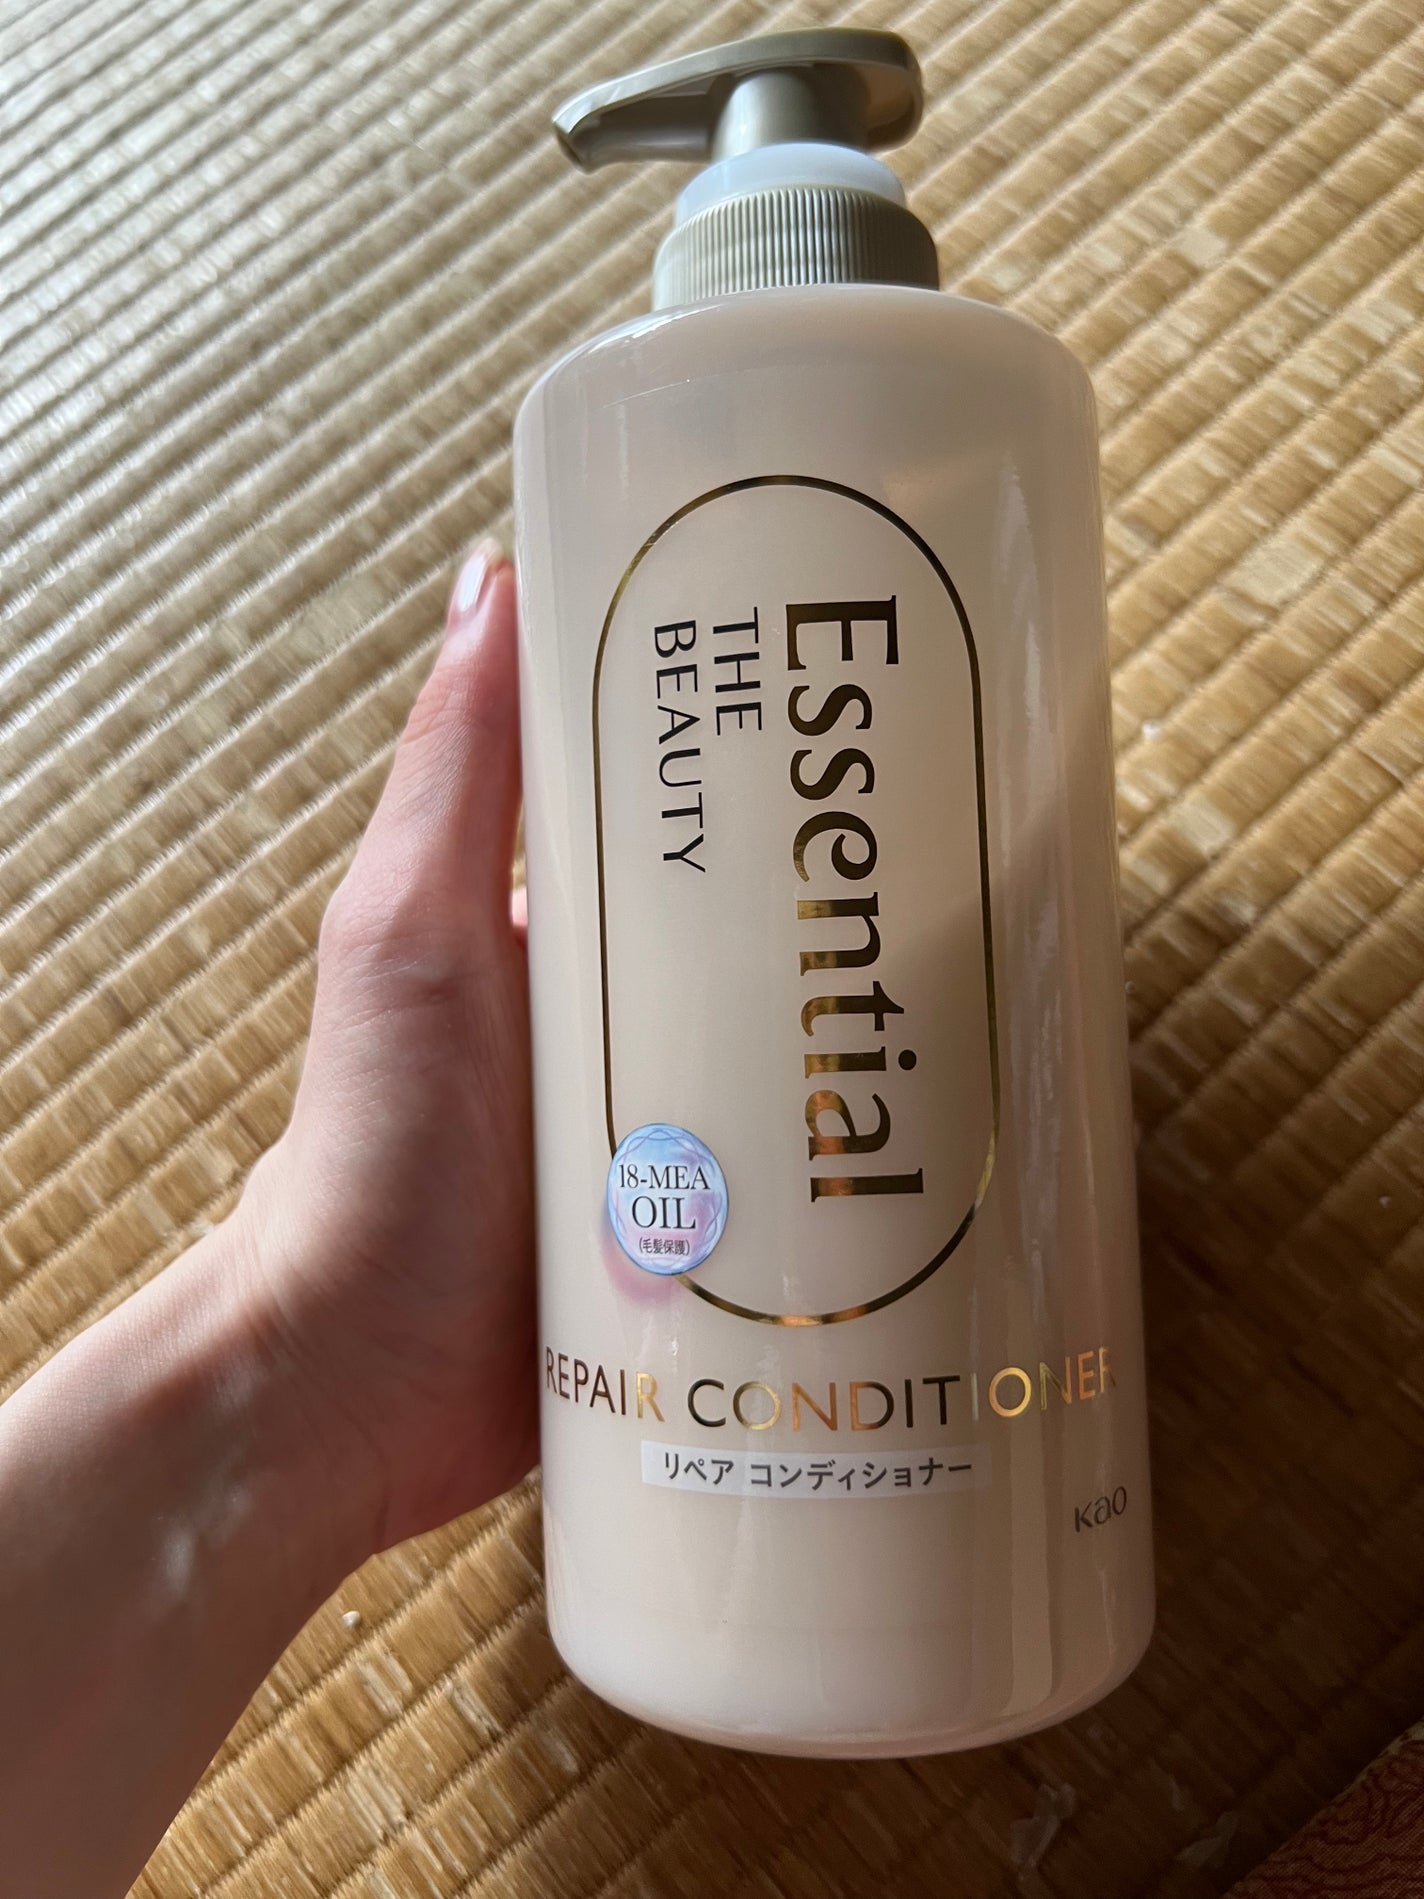 Essential
THE
BEAUTY
18-MEA
OIL
(毛髪保護)
REPAIR CONDITIONER
リペア コンディショナー
Kao